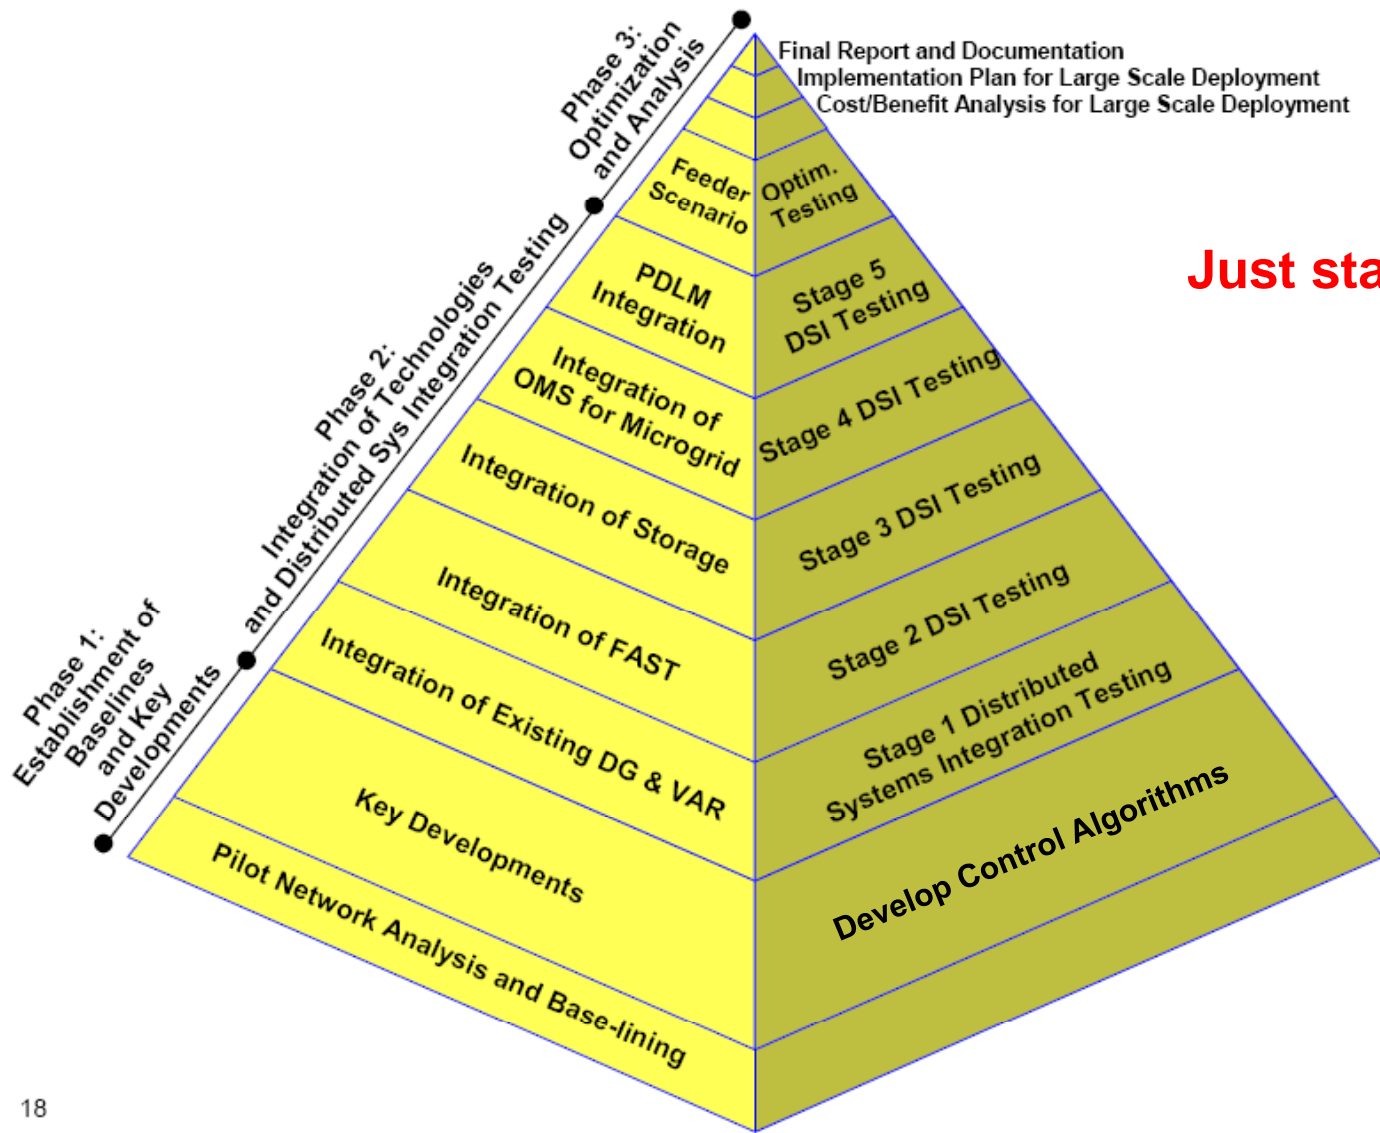 Phase 3:
Optimization
and Analysis
Final Report and Documentation
Implementation Plan for Large Scale Deployment
Cost/Benefit Analysis for Large Scale Deployment
Feeder
Scenario
Optim.
Testing
Just sta
Phase 2:
Integration of Technologies
and Distributed Sys Integration Testing
PDLM
Integration
Stage 5
DSI Testing
Integration of
OMS for Microgrid
Stage 4 DSI Testing
Integration of Storage
Stage 3 DSI Testing
Integration of FAST
Stage 2 DSI Testing
Phase 1:
Establishment of
Baselines
and Key
Developments
Integration of Existing DG & VAR
Stage 1 Distributed
Systems Integration Testing
Key Developments
Develop Control Algorithms
Pilot Network Analysis and Base-lining
18